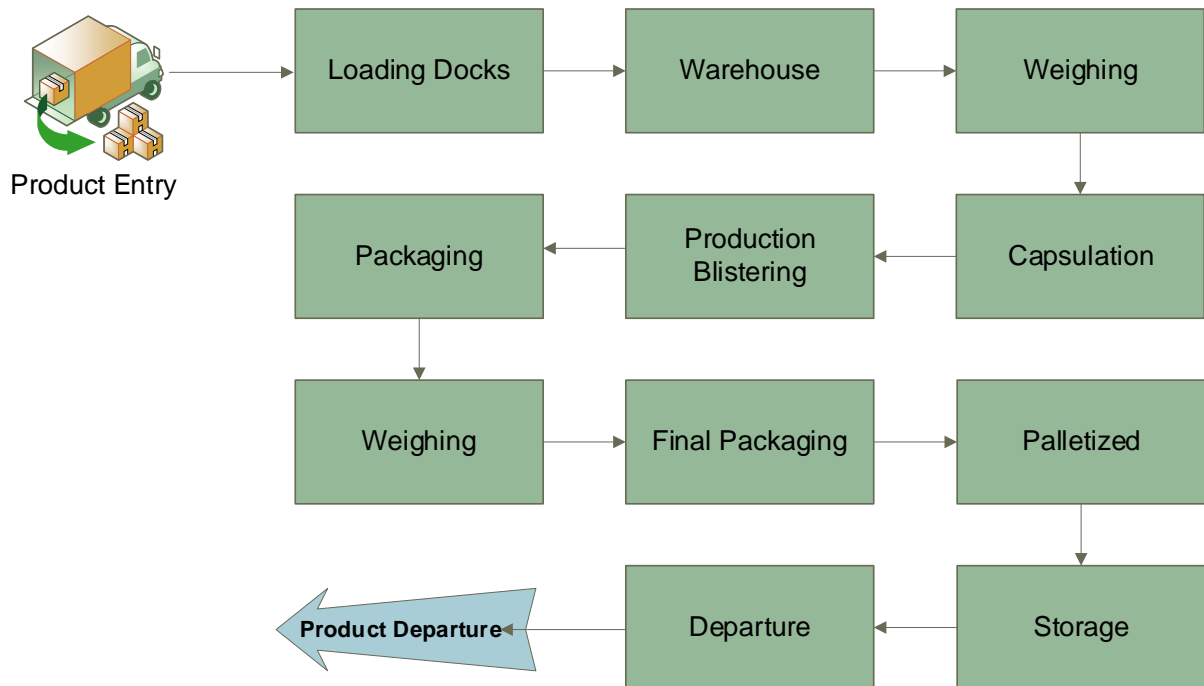 Product Entry
Loading Docks
Warehouse
Weighing
Capsulation
Production
Blistering
Packaging
Weighing
Final Packaging
Palletized
Storage
Departure
Product Departure